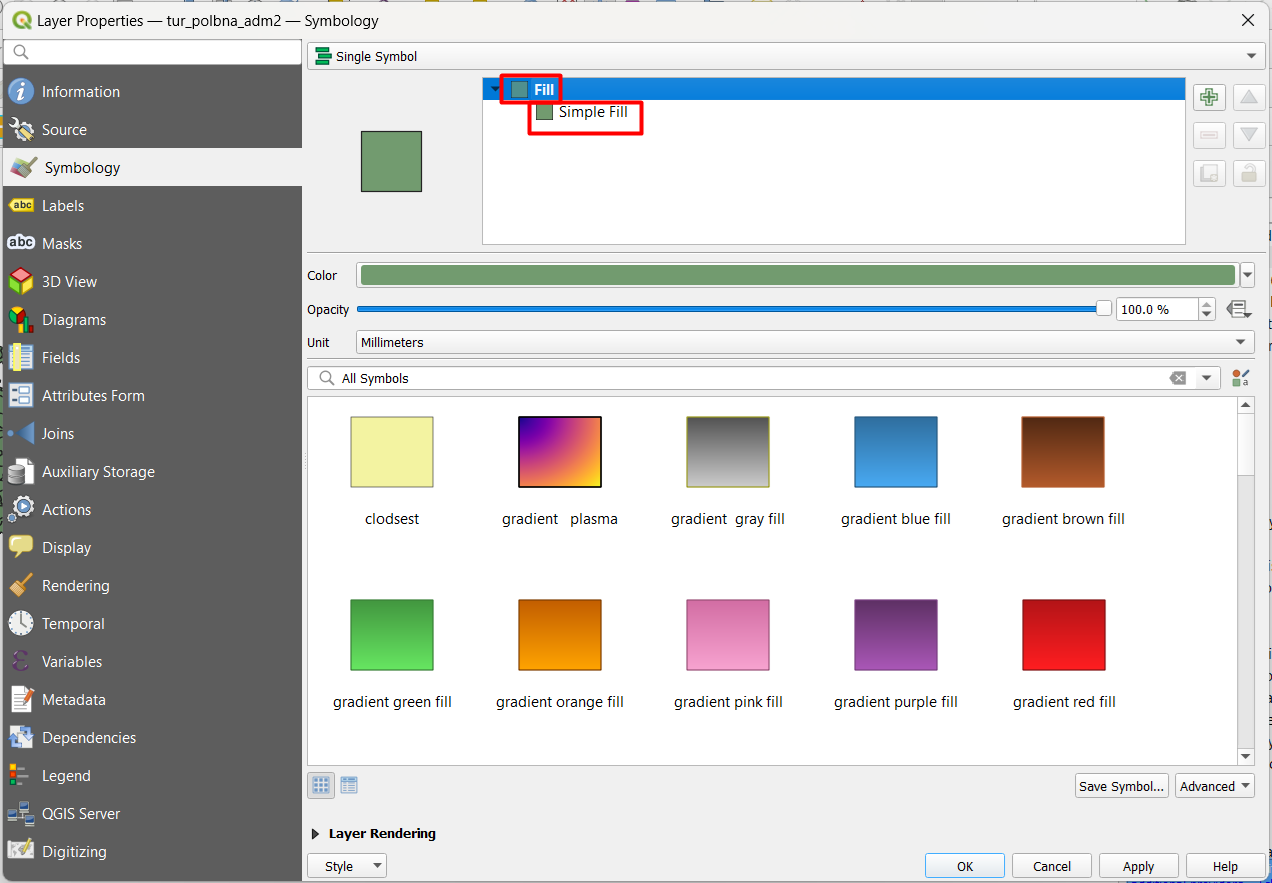 Layer Properties — tur_polbna_adm2 — Symbology
Single Symbol
Information
Source
Symbology
Labels
Masks
3D View
Diagrams
Fields
Attributes Form
Joins
Auxiliary Storage
Actions
Display
Rendering
Temporal
Variables
Metadata
Dependencies
Legend
QGIS Server
Digitizing
Fill
Simple Fill
Color
Opacity
100.0 %
Unit
Millimeters
All Symbols
clodsest
gradient plasma
gradient gray fill
gradient blue fill
gradient brown fill
gradient green fill
gradient orange fill
gradient pink fill
gradient purple fill
gradient red fill
Save Symbol...
Advanced
Layer Rendering
Style
OK
Cancel
Apply
Help